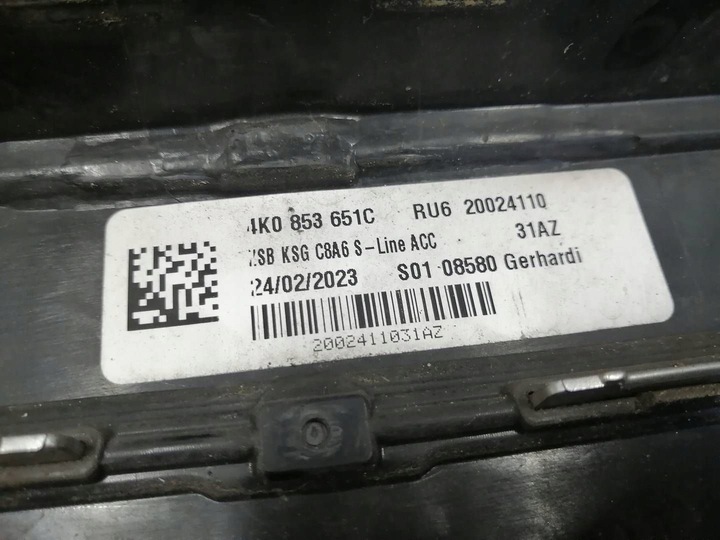 4K0 853 651C RU6 20024110
ZSB KSG C8A6 S-Line ACC 31AZ
24/02/2023 S01 08580 Gerhardi
2002411031AZ